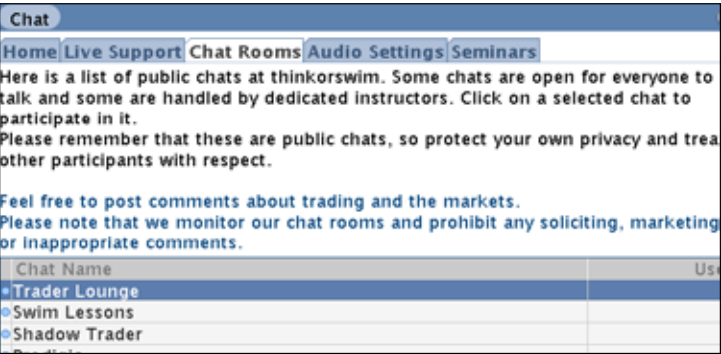 Chat
Home Live Support Chat Rooms Audio Settings Seminars
Here is a list of public chats at thinkorswim. Some chats are open for everyone to
talk and some are handled by dedicated instructors. Click on a selected chat to
participate in it.
Please remember that these are public chats, so protect your own privacy and trea
other participants with respect.
Feel free to post comments about trading and the markets.
Please note that we monitor our chat rooms and prohibit any soliciting, marketing
or inappropriate comments.
Chat Name Use
Trader Lounge
Swim Lessons
Shadow Trader